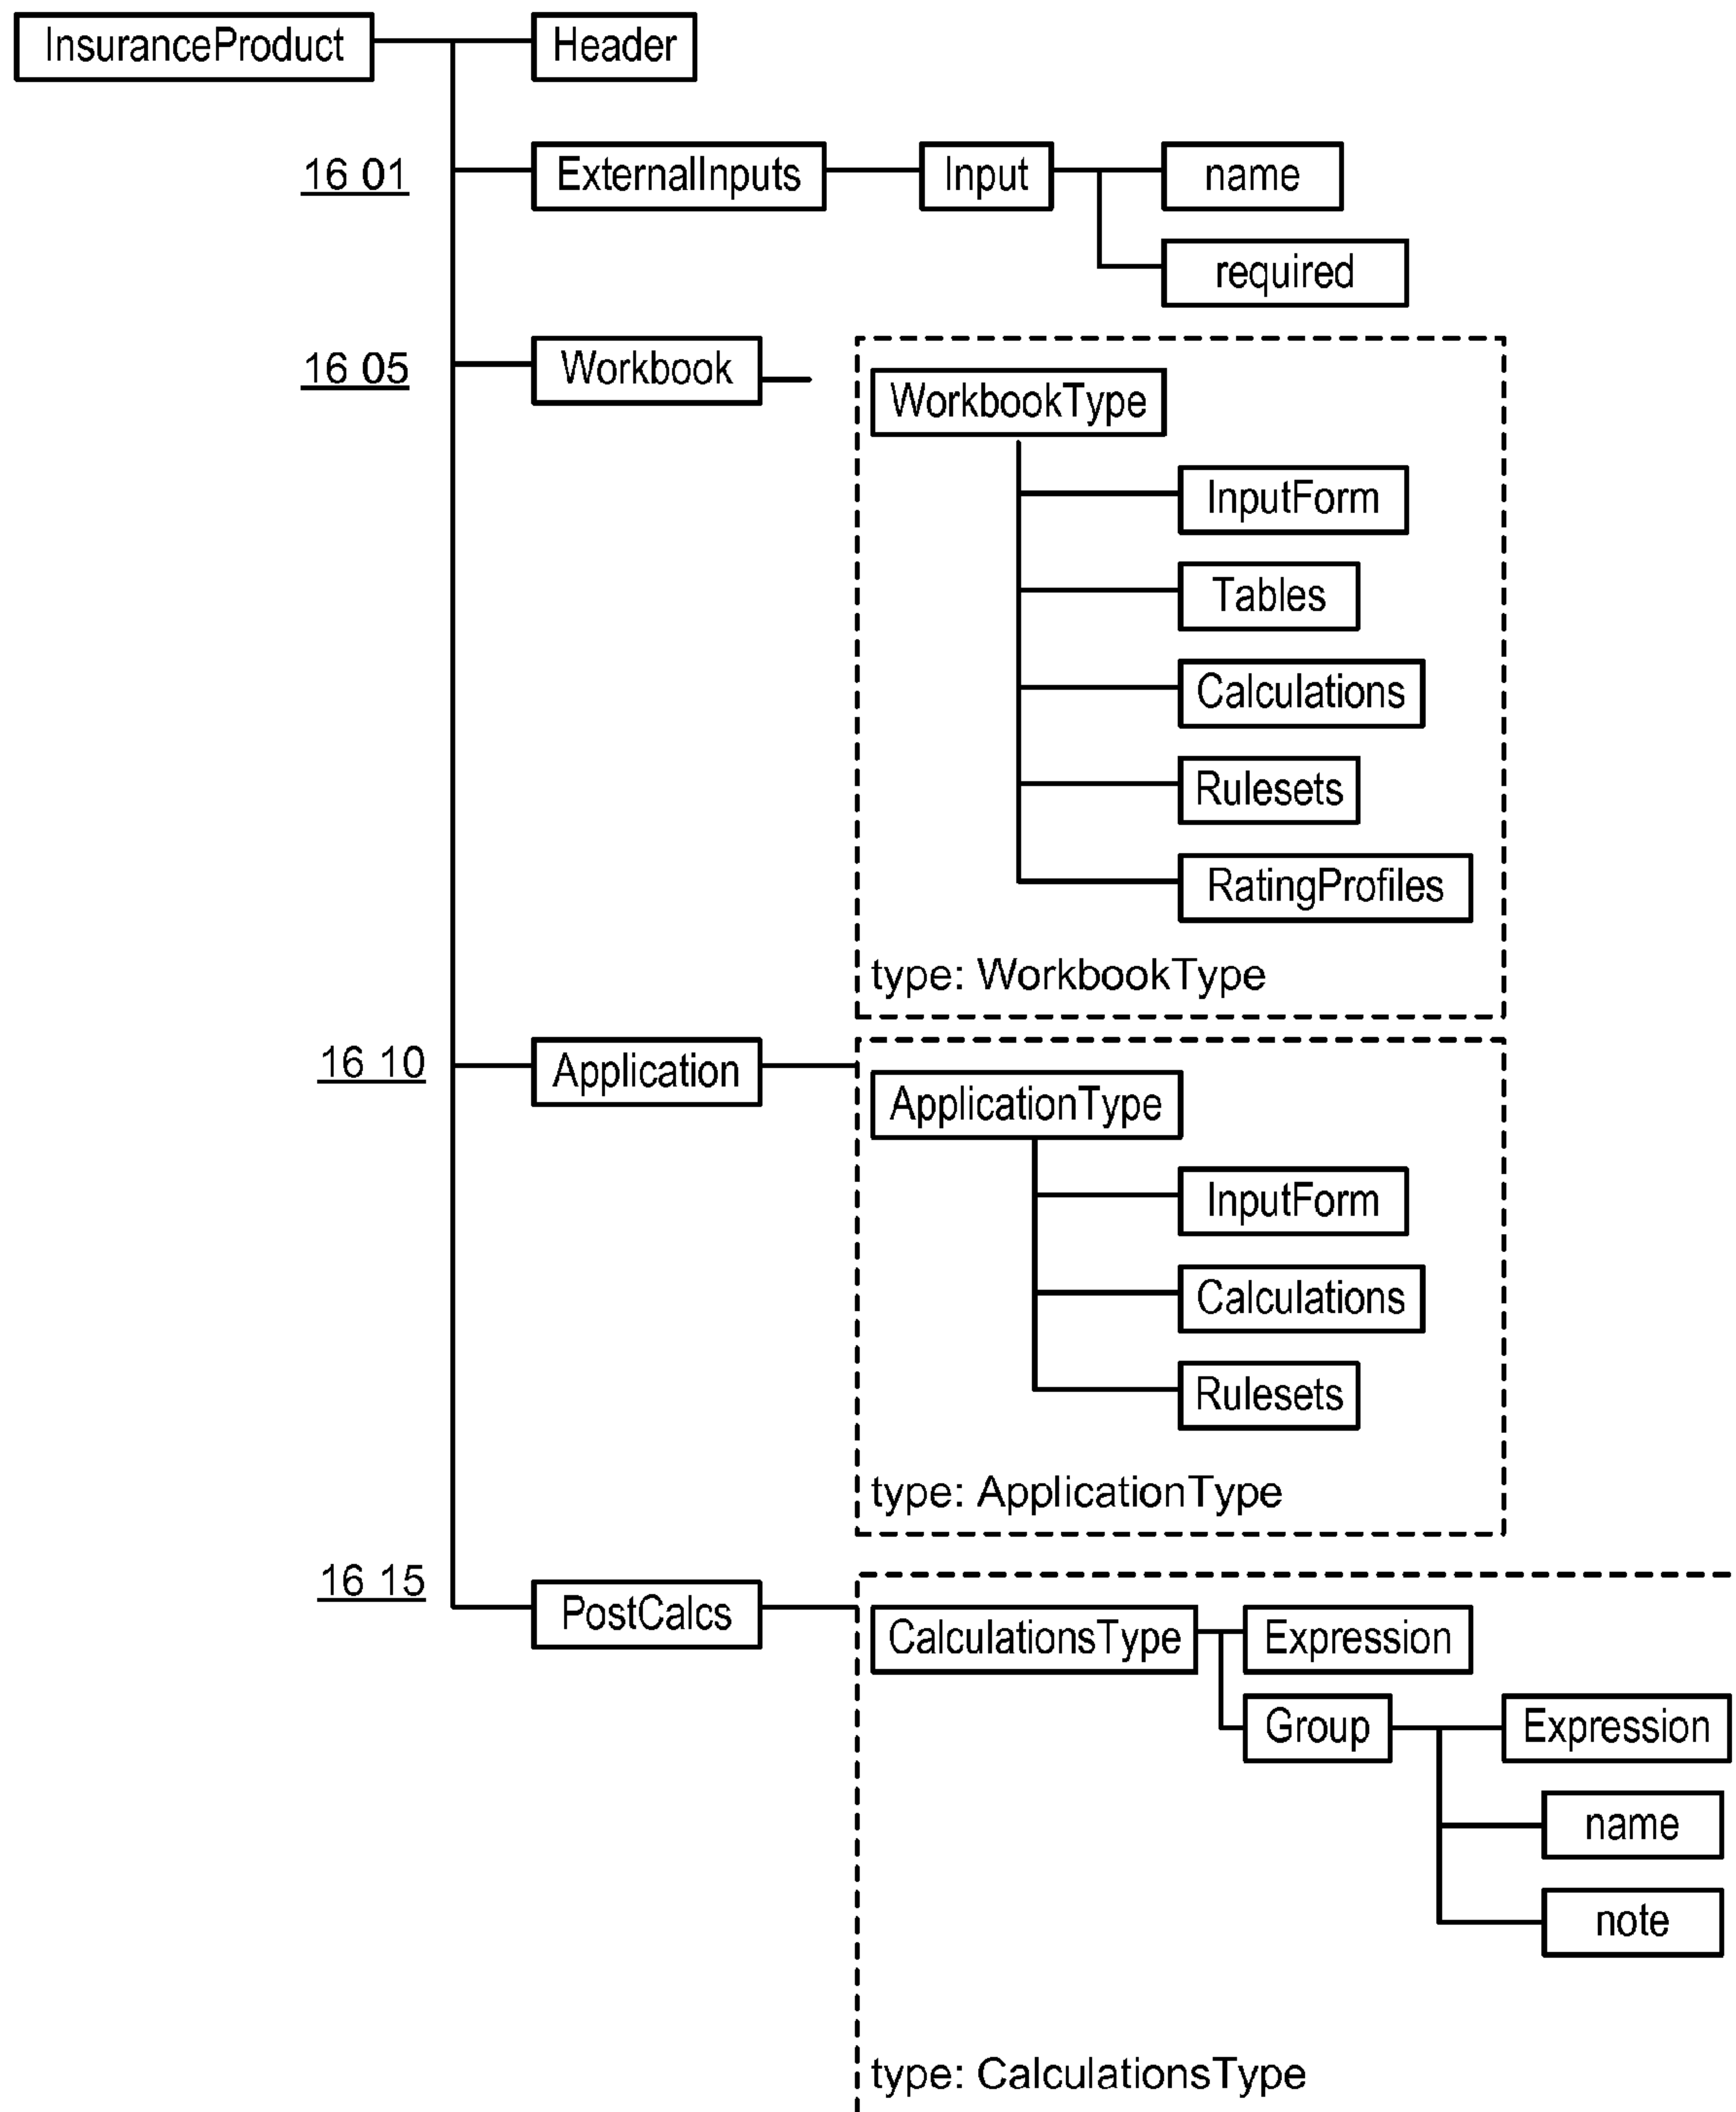 InsuranceProduct
Header
16 01
ExternalInputs
Input
name
required
16 05
Workbook
WorkbookType
InputForm
Tables
Calculations
Rulesets
RatingProfiles
type: WorkbookType
16 10
Application
ApplicationType
InputForm
Calculations
Rulesets
type: ApplicationType
16 15
PostCalcs
CalculationsType
Expression
Group
Expression
name
note
type: CalculationsType